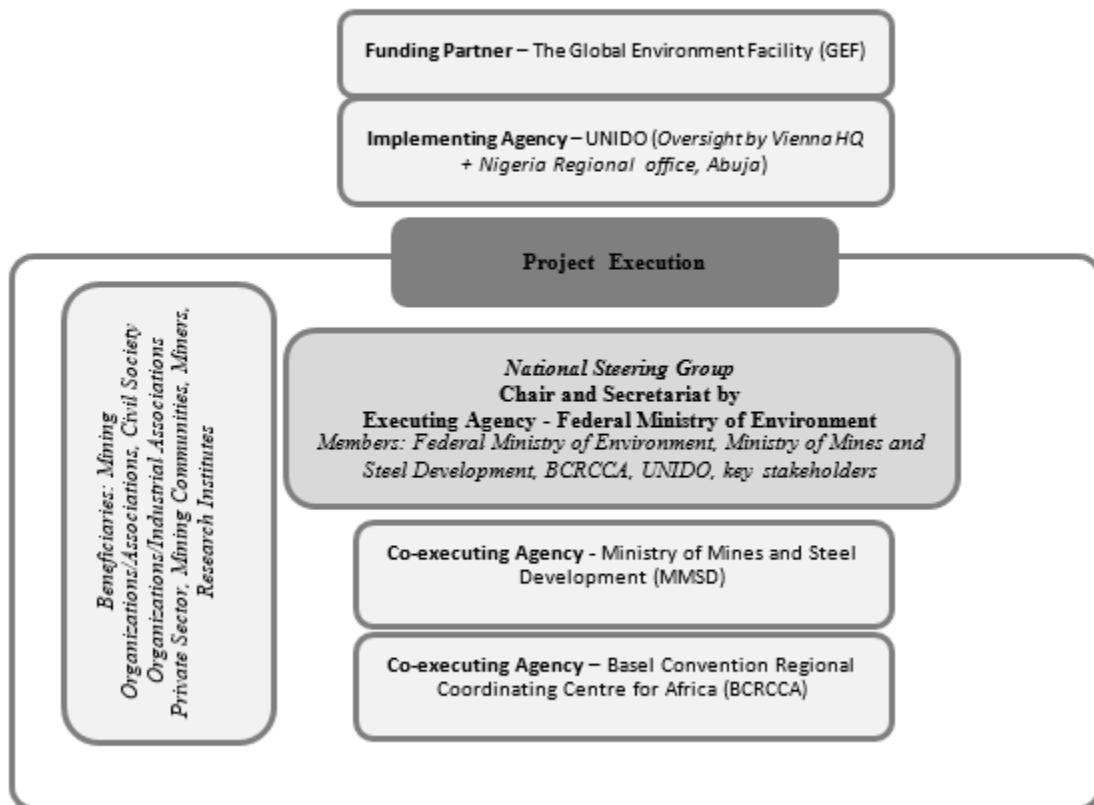 Funding Partner – The Global Environment Facility (GEF)
Implementing Agency – UNIDO (Oversight by Vienna HQ
+ Nigeria Regional office, Abuja)
Project Execution
Beneficiaries: Mining
Organizations/Associations, Civil Society
Organizations/Industrial Associations
Private Sector, Mining Communities, Miners,
Research Institutes
National Steering Group
Chair and Secretariat by
Executing Agency - Federal Ministry of Environment
Members: Federal Ministry of Environment, Ministry of Mines and
Steel Development, BCRCCA, UNIDO, key stakeholders
Co-executing Agency - Ministry of Mines and Steel
Development (MMSD)
Co-executing Agency – Basel Convention Regional
Coordinating Centre for Africa (BCRCCA)